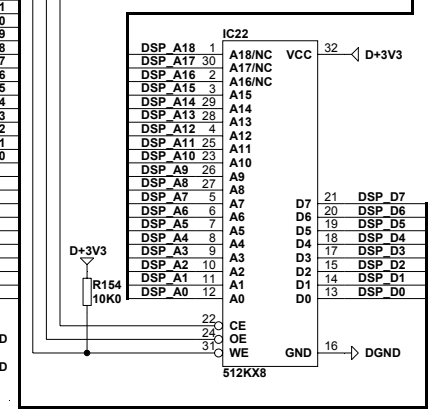 1
0
9
8
7
6
5
4
3
2
1
0
D
D
IC22
DSP_A18 1 A18/NC VCC 32 D+3V3
DSP_A17 30 A17/NC
DSP_A16 2 A16/NC
DSP_A15 3 A15
DSP_A14 29 A14
DSP_A13 28 A13
DSP_A12 4 A12
DSP_A11 25 A11
DSP_A10 23 A10
DSP_A9 26 A9
DSP_A8 27 A8
DSP_A7 5 A7 D7 21 DSP_D7
DSP_A6 6 A6 D6 20 DSP_D6
DSP_A5 7 A5 D5 19 DSP_D5
DSP_A4 8 A4 D4 18 DSP_D4
DSP_A3 9 A3 D3 17 DSP_D3
DSP_A2 10 A2 D2 15 DSP_D2
DSP_A1 11 A1 D1 14 DSP_D1
DSP_A0 12 A0 D0 13 DSP_D0
D+3V3
R154
10K0
22 CE
24 OE
31 WE GND 16 DGND
512KX8